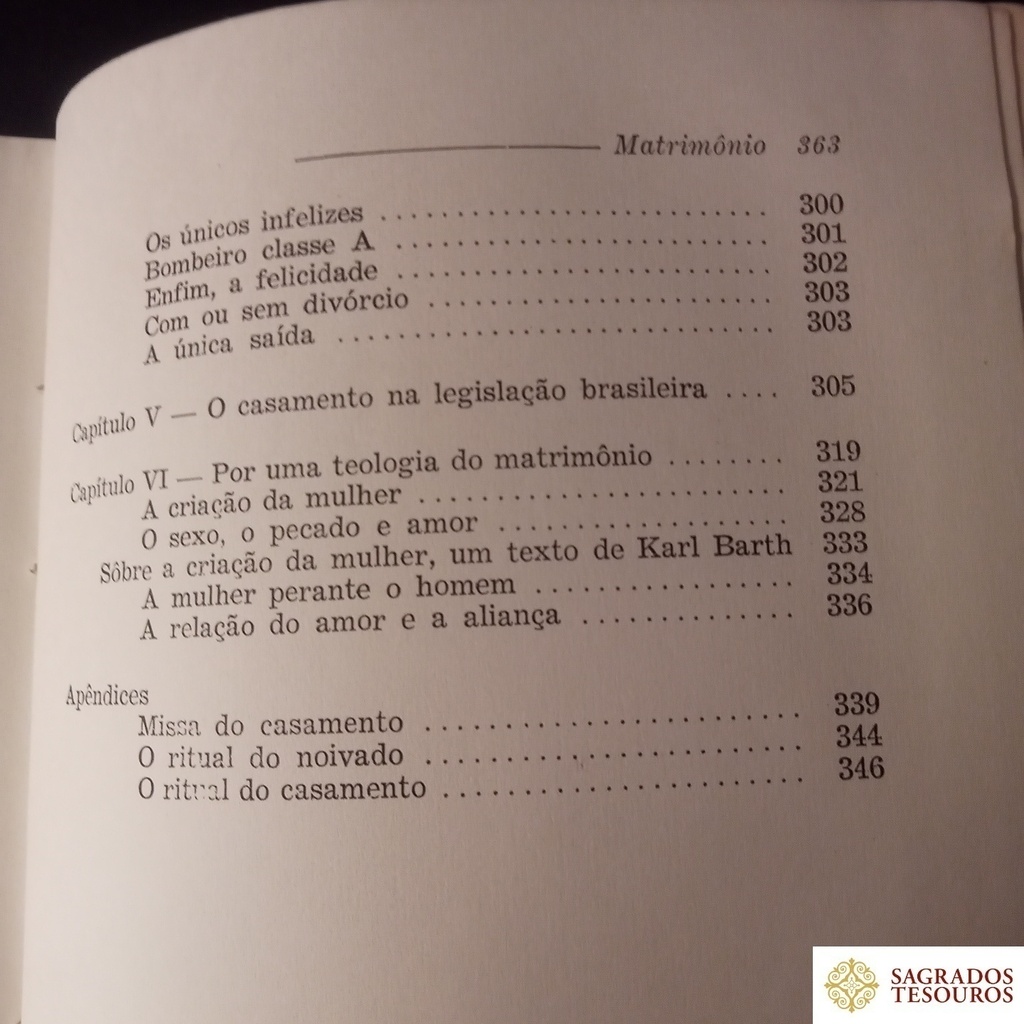 Matrimônio 363
Os únicos infelizes .......................... 300
Bombeiro classe A ......................... 301
Enfim, a felicidade ......................... 302
Com ou sem divórcio ....................... 303
A única saída ............................. 303
Capítulo V — O casamento na legislação brasileira .... 305
Capítulo VI — Por uma teologia do matrimônio ........ 319
A criação da mulher ........................ 321
O sexo, o pecado e amor ................... 328
Sôbre a criação da mulher, um texto de Karl Barth 333
A mulher perante o homem .............. 334
A relação do amor e a aliança .............. 336
Apêndices
Missa do casamento ......................... 339
O ritual do noivado ......................... 344
O ritual do casamento ........................ 346
SAGRADOS
TESOUROS